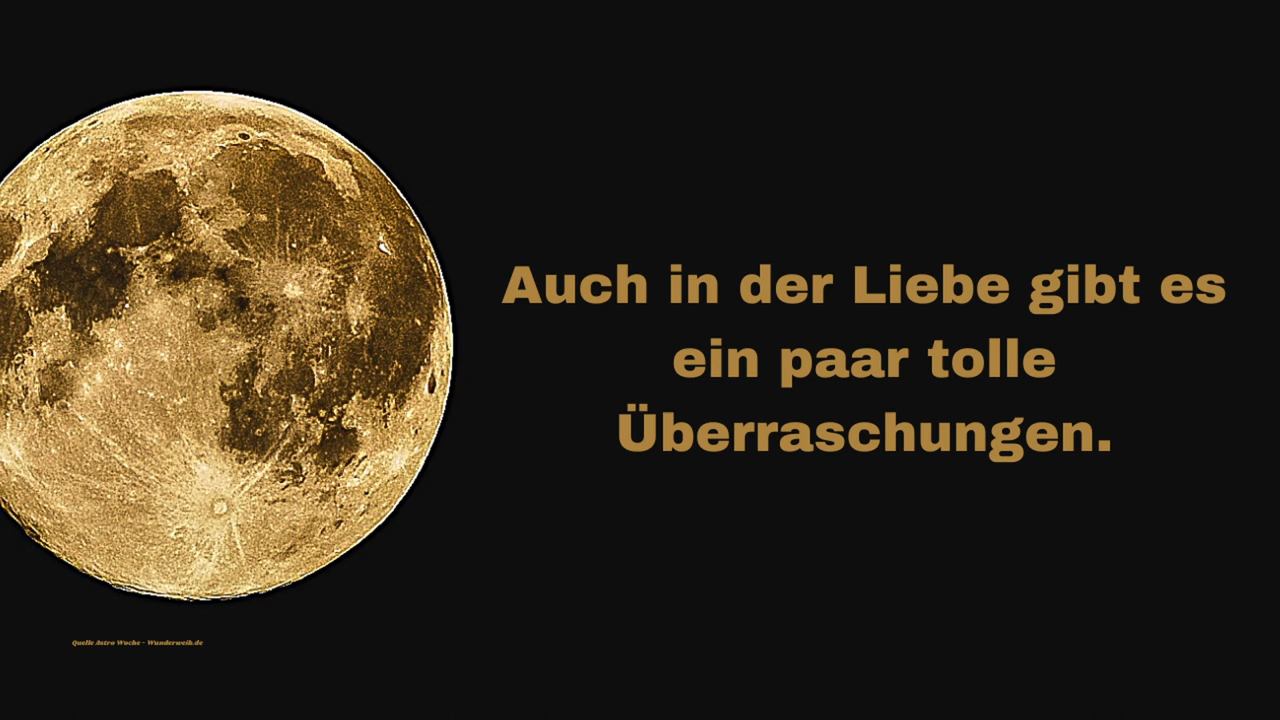 Auch in der Liebe gibt es
ein paar tolle
Überraschungen.
Quelle Astro Woche - Wunderweib.de